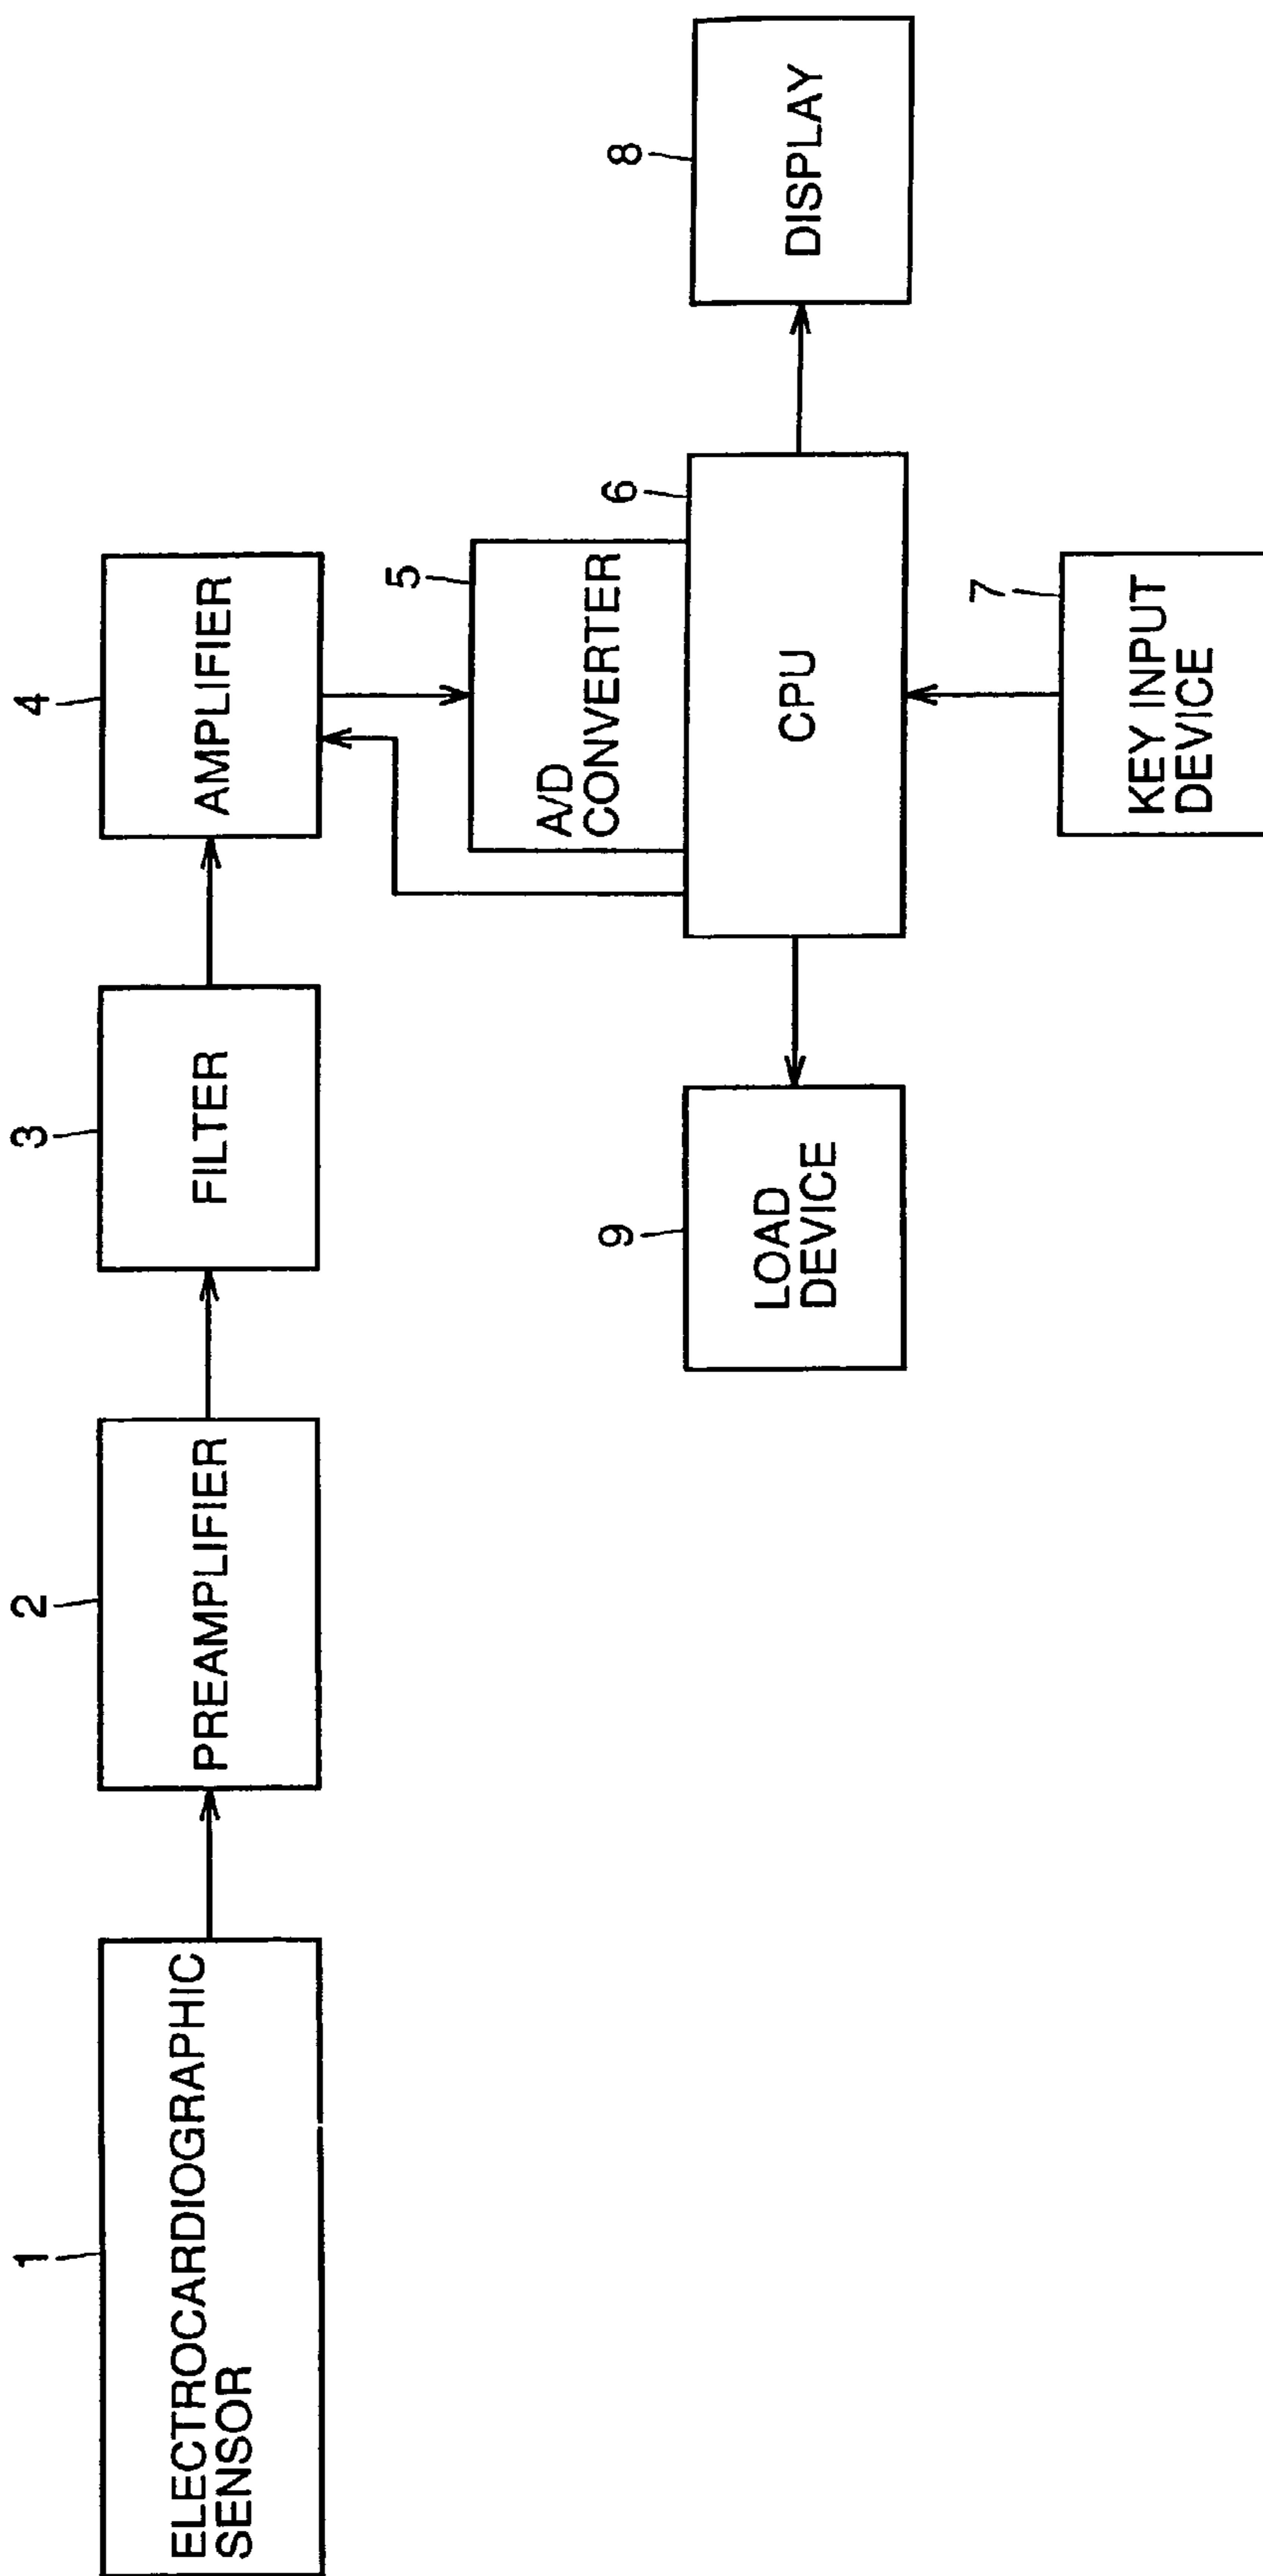 1
ELECTROCARDIOGRAPHIC
SENSOR
2
PREAMPLIFIER
3
FILTER
4
AMPLIFIER
5
A/D
CONVERTER
6
CPU
7
KEY INPUT
DEVICE
8
DISPLAY
9
LOAD
DEVICE